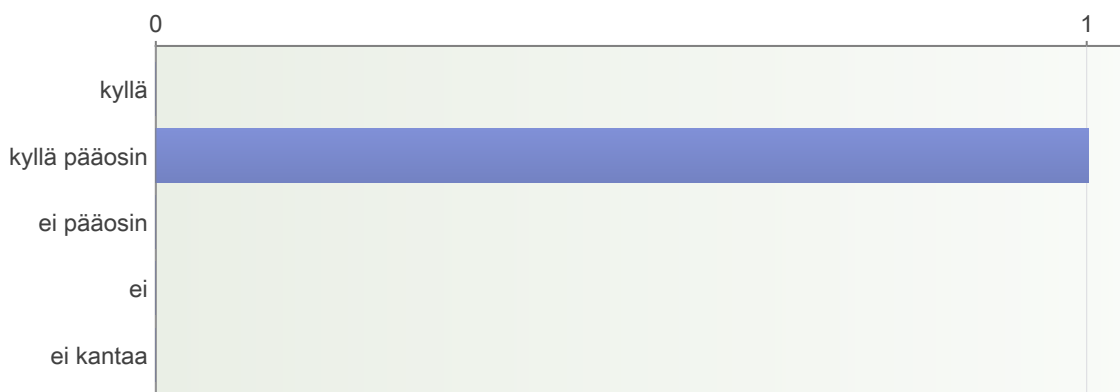 0 1
kyllä
kyllä pääosin
ei pääosin
ei
ei kantaa